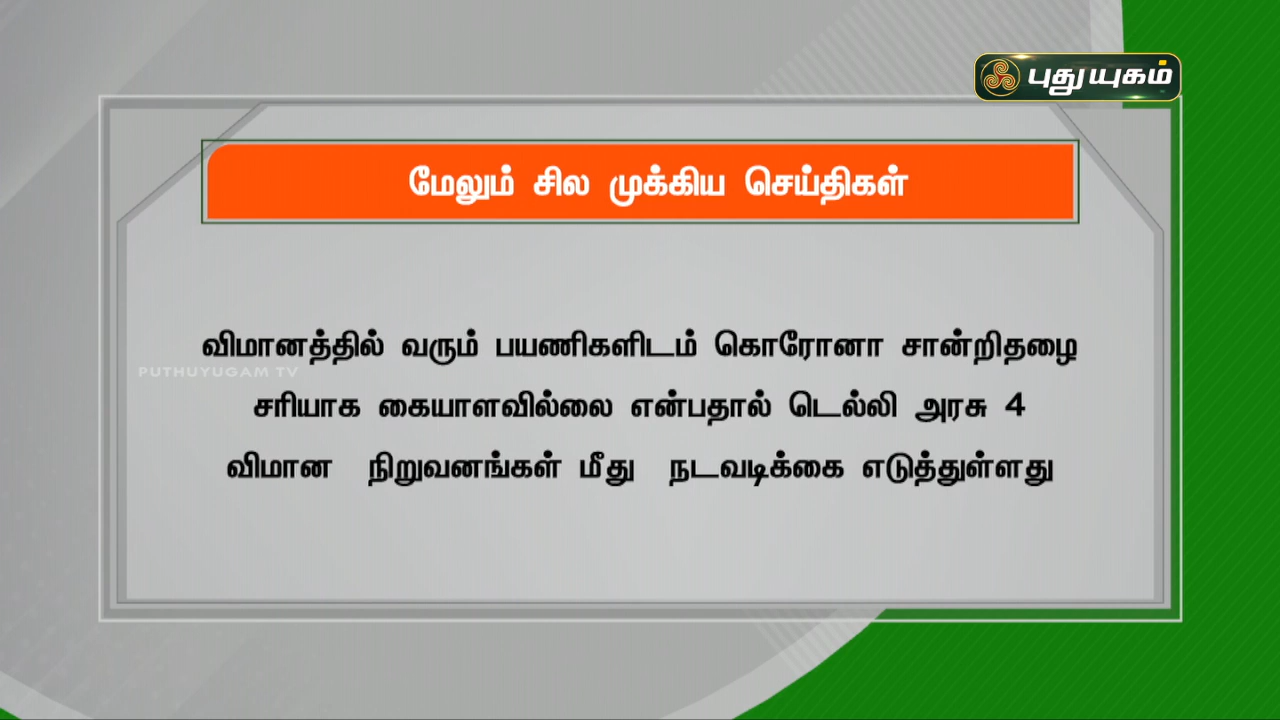 புதுயுகம்
மேலும் சில முக்கிய செய்திகள்
விமானத்தில் வரும் பயணிகளிடம் கொரோனா சான்றிதழை
PUTHUYUGAM TV
சரியாக கையாளவில்லை என்பதால் டெல்லி அரசு 4
விமான நிறுவனங்கள் மீது நடவடிக்கை எடுத்துள்ளது